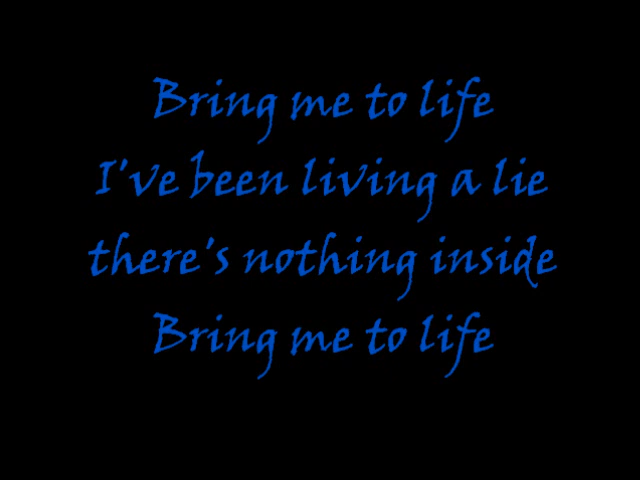 Bring me to life
I've been living a lie
there's nothing inside
Bring me to life